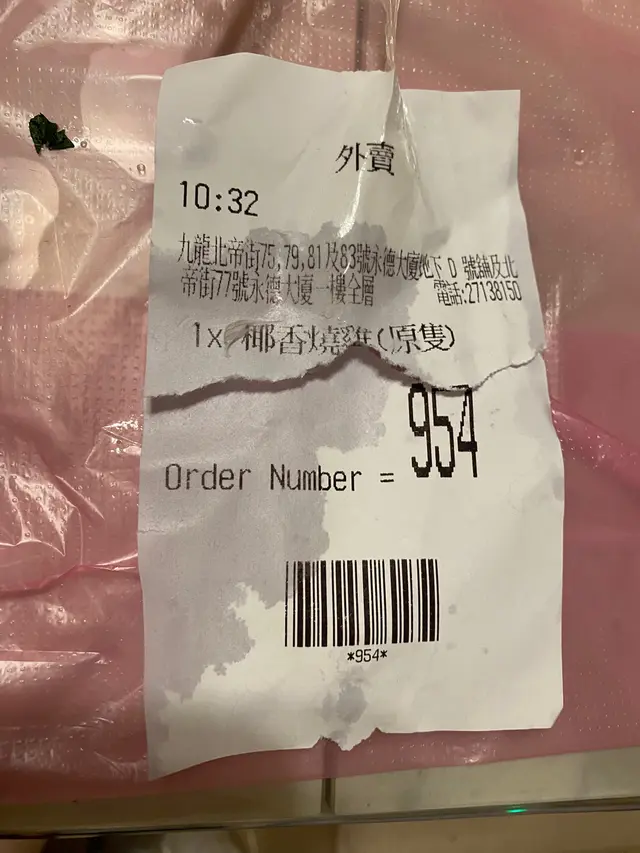 外賣
10:32
九龍北帝街75,79,81及83號永德大廈地下 D 號舖及北
帝街77號永德大廈一樓全層 電話:27138150
1x 椰香燒雞(原隻)
Order Number = 954
*954*